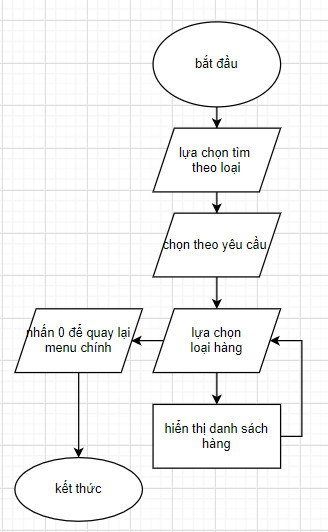 bắt đầu
lựa chọn tìm
theo loại
chọn theo yêu cầu
nhấn 0 để quay lại
menu chính
lựa chọn
loại hàng
hiển thị danh sách
hàng
kết thức